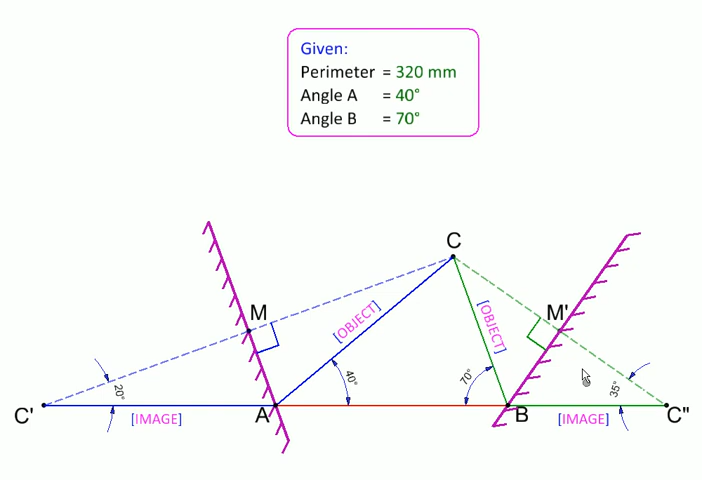 Given:
Perimeter = 320 mm
Angle A = 40°
Angle B = 70°
C
M
M'
[OBJECT]
[OBJECT]
20°
40°
70°
35°
C'
A
B
C"
[IMAGE]
[IMAGE]